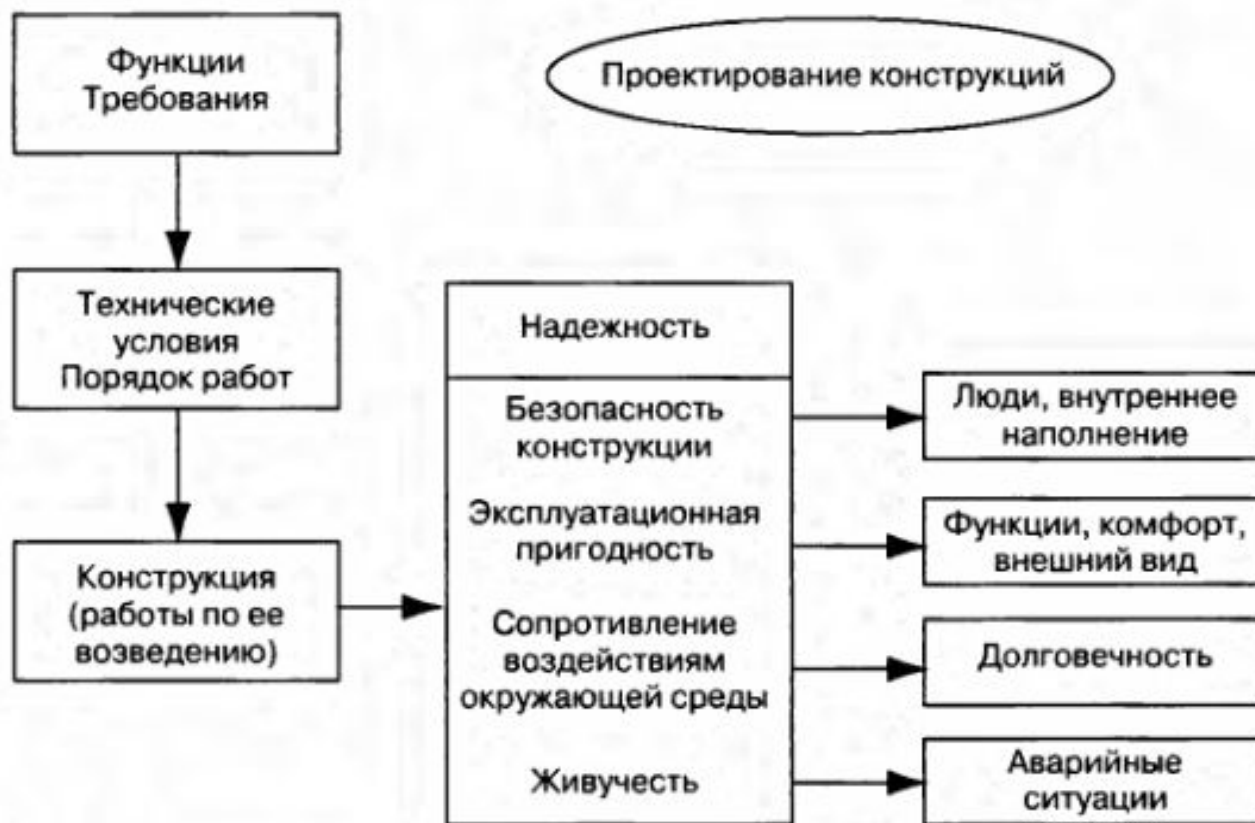 Функции
Требования
Проектирование конструкций
Технические
условия
Порядок работ
Конструкция
(работы по ее
возведению)
Надежность
Безопасность
конструкции
Эксплуатационная
пригодность
Сопротивление
воздействиям
окружающей среды
Живучесть
Люди, внутреннее
наполнение
Функции, комфорт,
внешний вид
Долговечность
Аварийные
ситуации